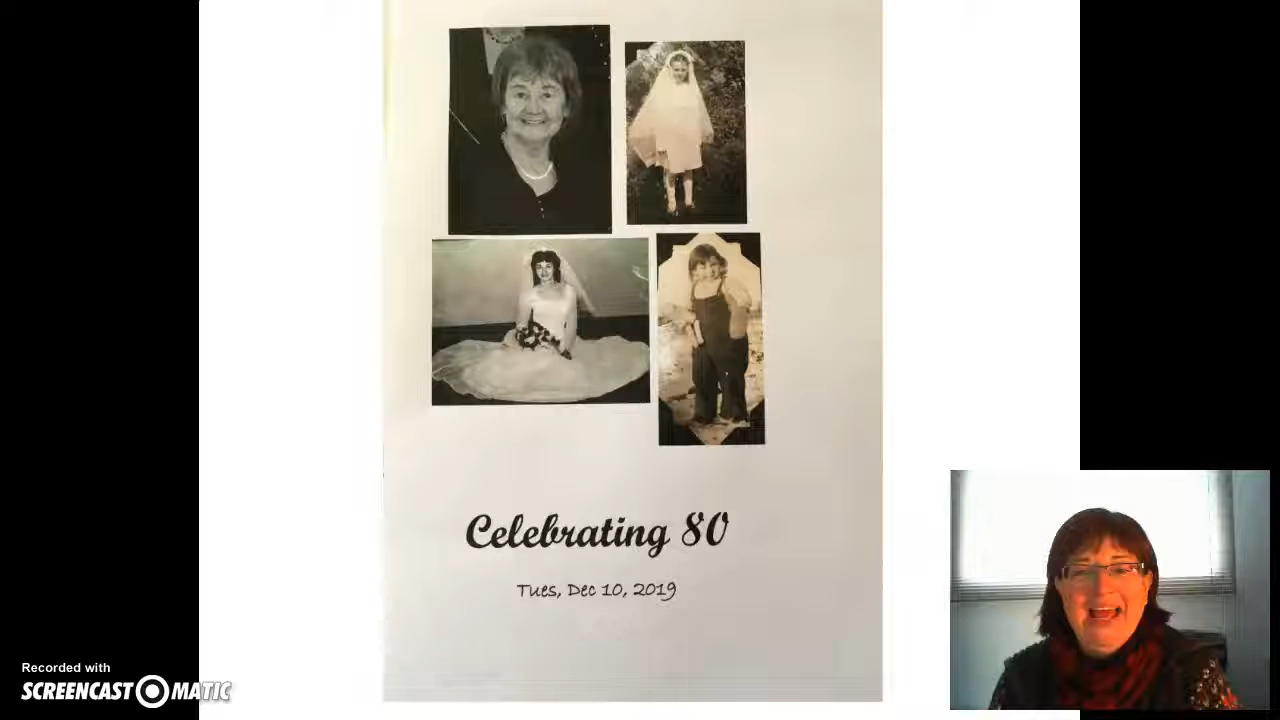 Celebrating 80
Tues, Dec 10, 2019
Recorded with
SCREENCAST MATIC